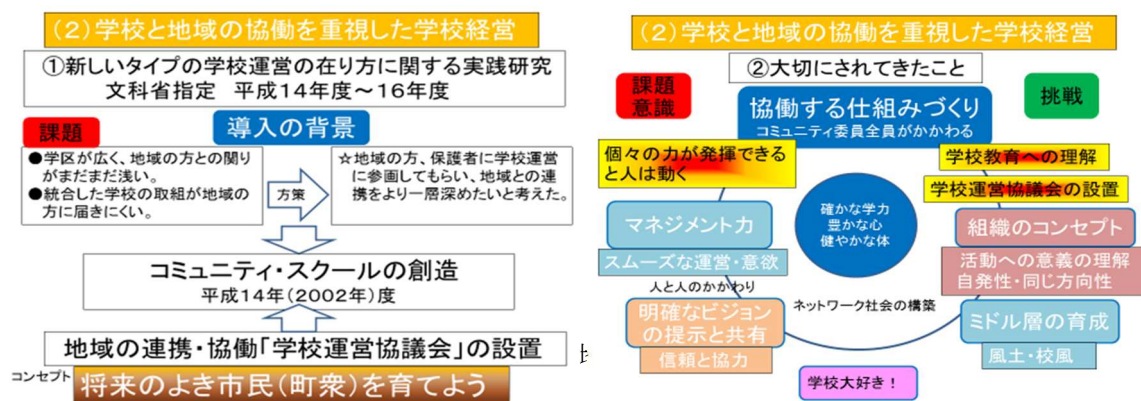 (2)学校と地域の協働を重視した学校経営
①新しいタイプの学校運営の在り方に関する実践研究
文科省指定 平成14年度～16年度
課題
導入の背景
●学区が広く、地域の方との関り
がまだまだ浅い。
●統合した学校の取組が地域の
方に届きにくい。
方策
☆地域の方、保護者に学校運営
に参画してもらい、地域との連
携をより一層深めたいと考えた。
コミュニティ・スクールの創造
平成14年(2002年)度
地域の連携・協働「学校運営協議会」の設置
コンセプト
将来のよき市民(町衆)を育てよう
(2)学校と地域の協働を重視した学校経営
②大切にされてきたこと
課題
意識
挑戦
協働する仕組みづくり
コミュニティ委員全員がかかわる
個々の力が発揮できる
と人は動く
学校教育への理解
学校運営協議会の設置
確かな学力
豊かな心
健やかな体
マネジメント力
スムーズな運営・意欲
組織のコンセプト
活動への意義の理解
自発性・同じ方向性
人と人のかかわり
ネットワーク社会の構築
明確なビジョン
の提示と共有
信頼と協力
ミドル層の育成
風土・校風
学校大好き！